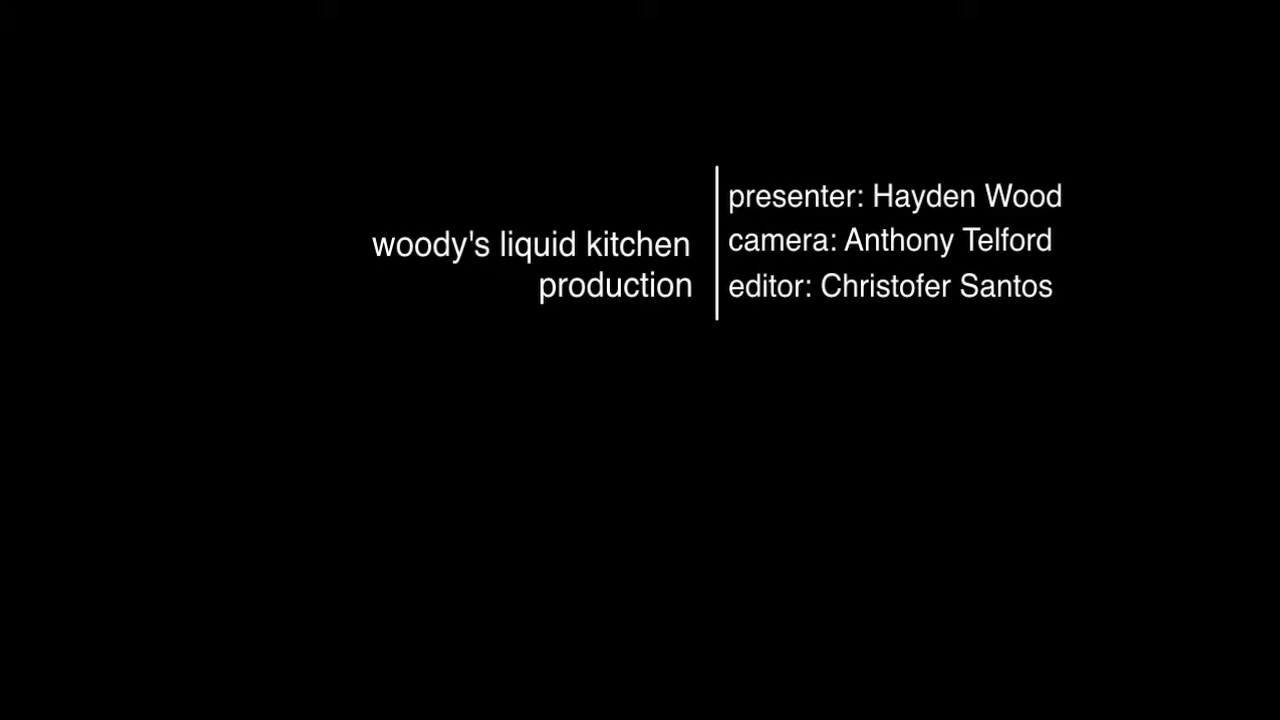 woody's liquid kitchen
production
presenter: Hayden Wood
camera: Anthony Telford
editor: Christofer Santos